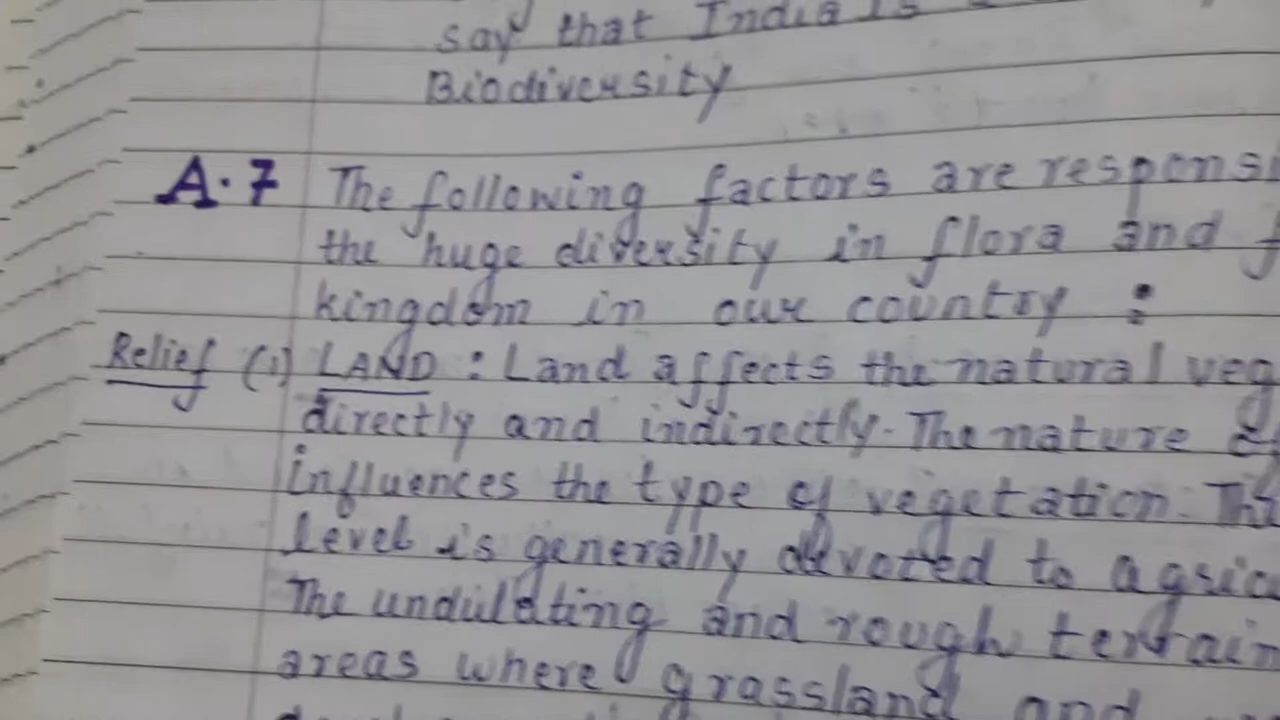 say that India is
Biodiversity
A.7 The following factors are respons
the huge diversity in flora and f
kingdom in our country :
Relief (i) LAND : Land affects the natural veg
directly and indirectly. The nature of
influences the type of vegetation. Th
level is generally devoted to agric
The undulating and rough terrain
areas where grassland and